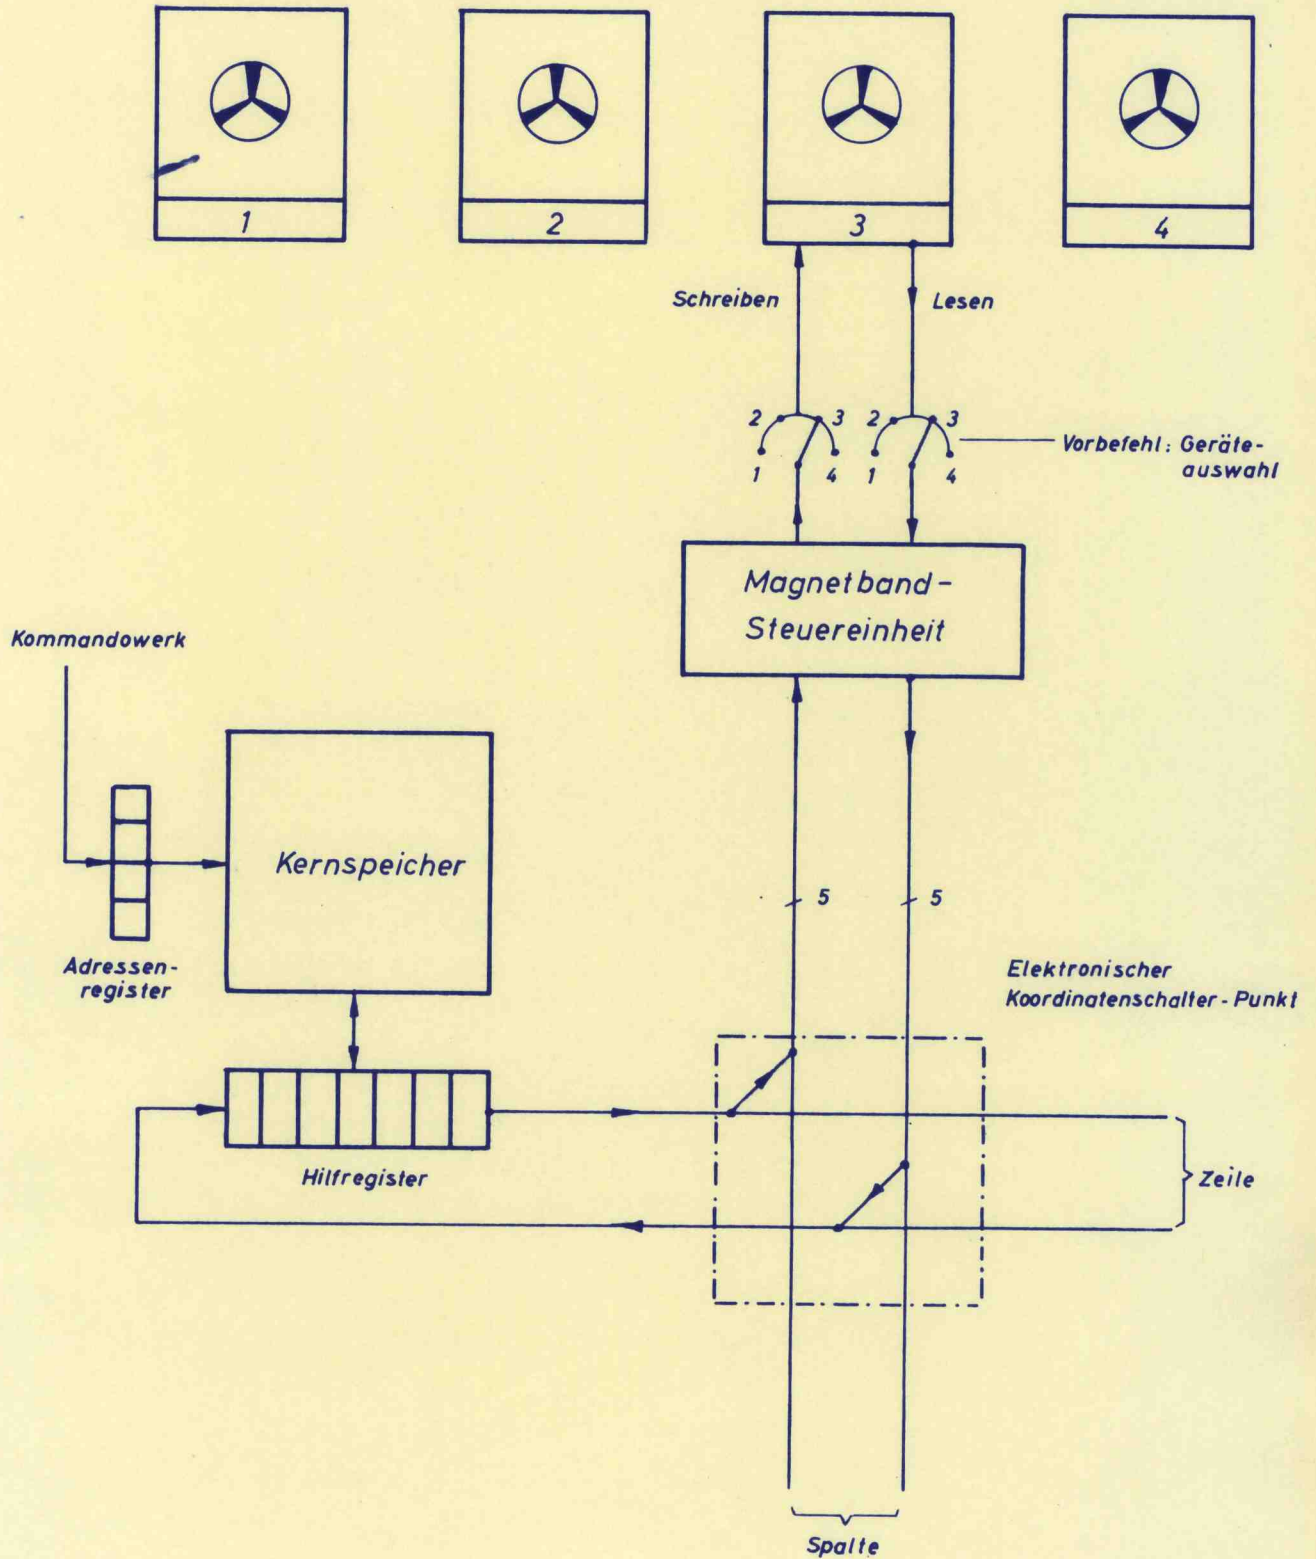 1
2
3
4
Schreiben
Lesen
2 3 2 3
1 4 1 4
Vorbefehl: Geräte-
auswahl
Magnetband-
Steuereinheit
Kommandowerk
Kernspeicher
5 5
Adressen-
register
Elektronischer
Koordinatenschalter-Punkt
Hilfregister
Zeile
Spalte